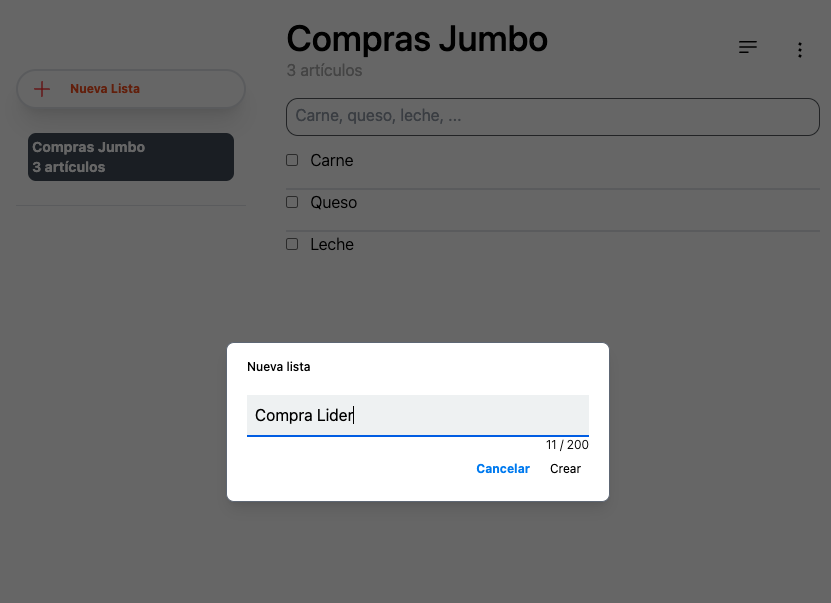 Compras Jumbo
3 artículos
Nueva Lista
Carne, queso, leche, ...
Compras Jumbo
3 artículos
Carne
Queso
Leche
Nueva lista
Compra Lider
11 / 200
Cancelar
Crear